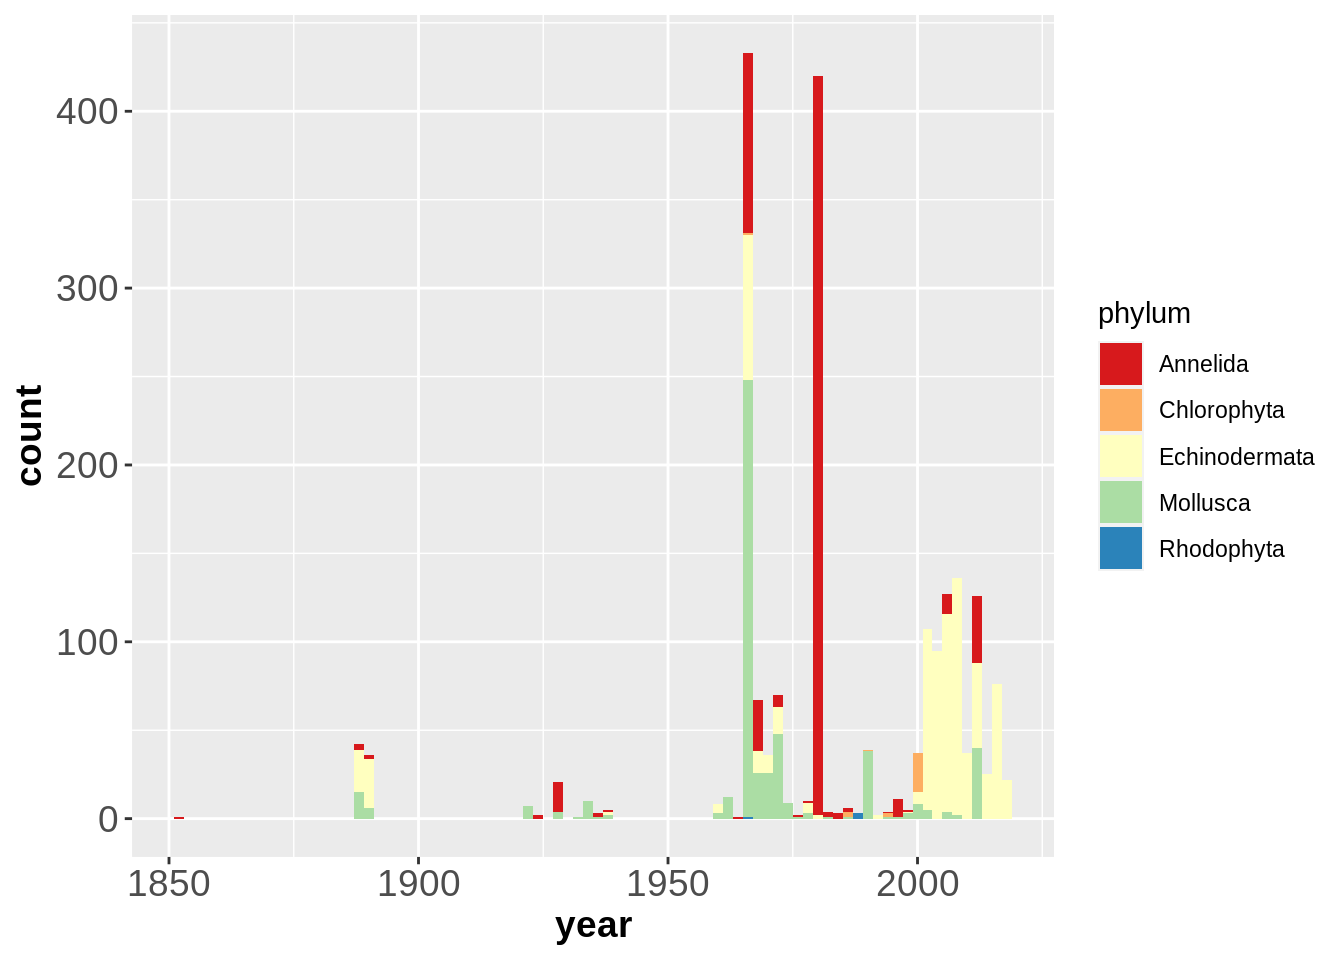 400
300
200
100
0
count
1850 1900 1950 2000
year
phylum
Annelida
Chlorophyta
Echinodermata
Mollusca
Rhodophyta